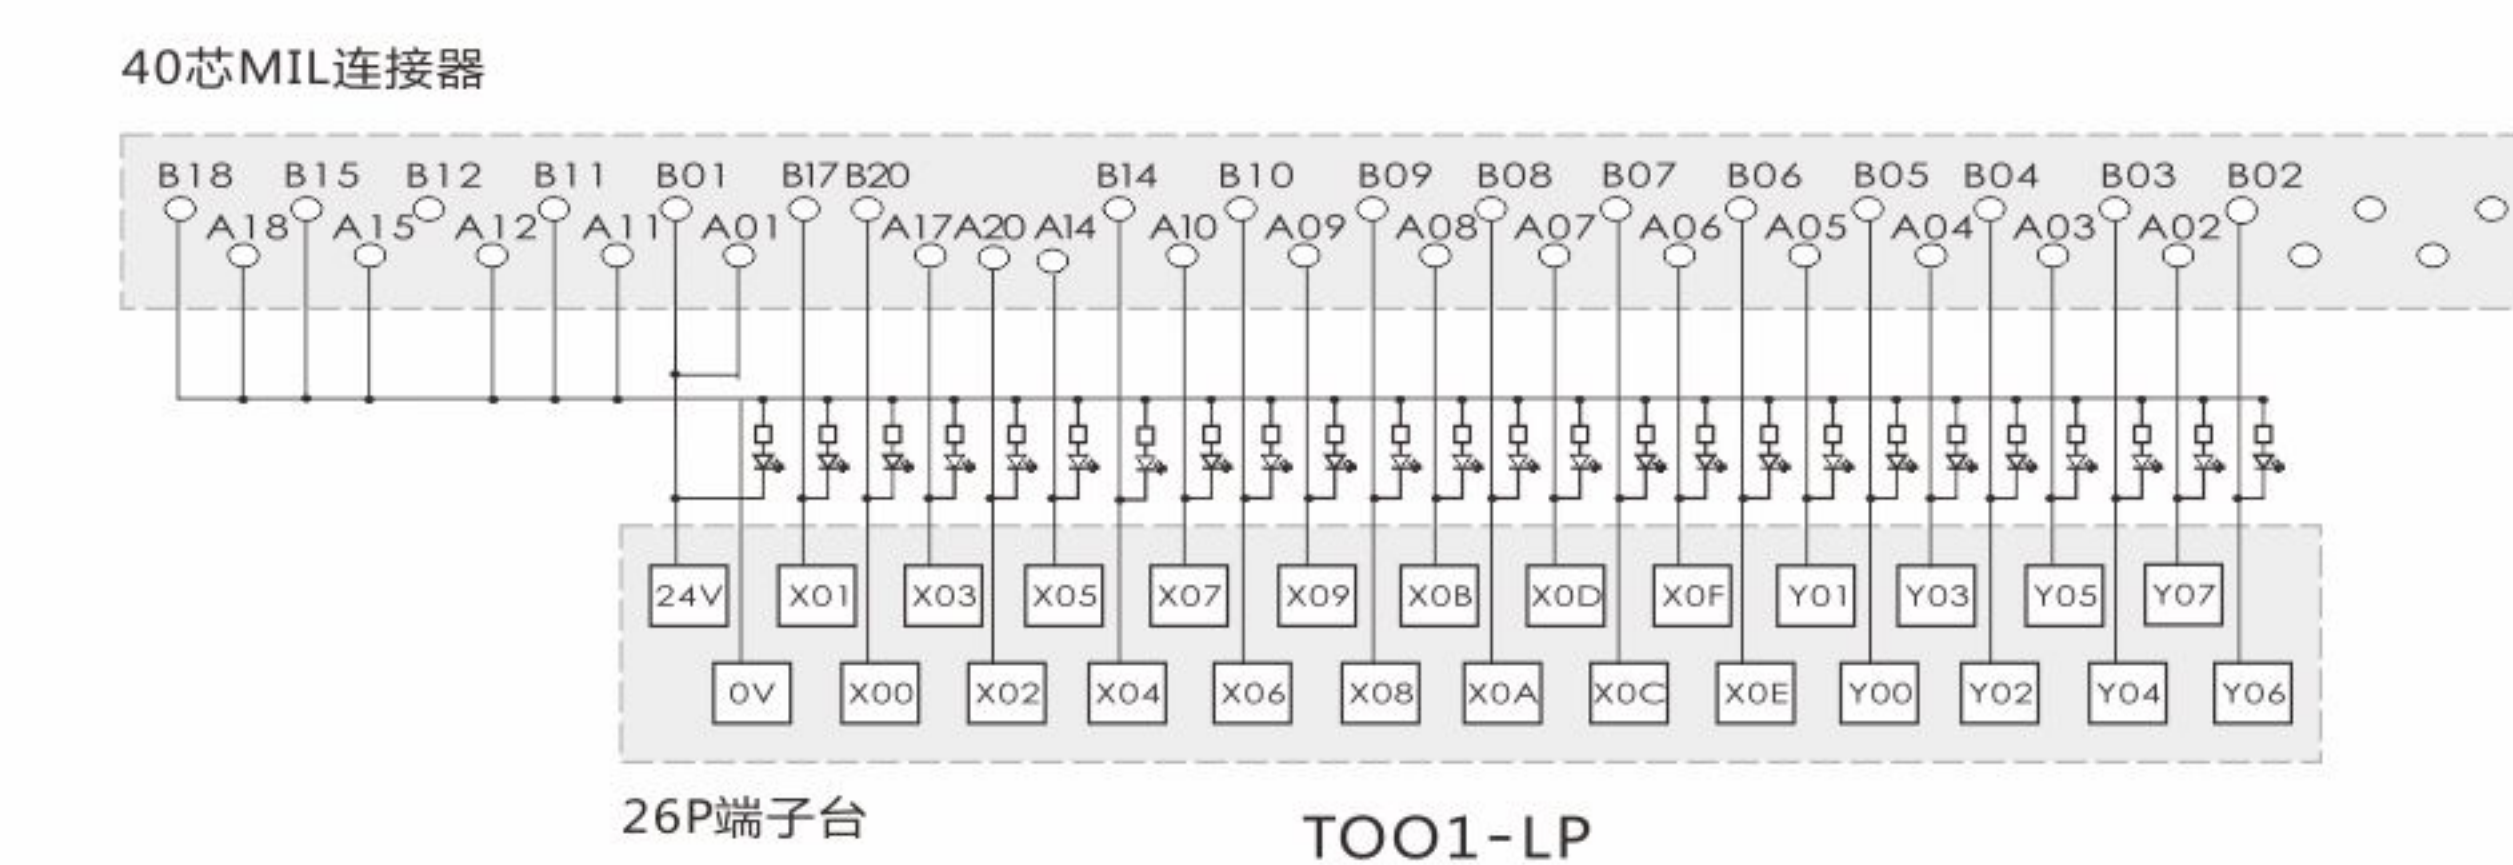 40芯MIL连接器
B18 B15 B12 B11 B01 B17 B20 B14 B10 B09 B08 B07 B06 B05 B04 B03 B02
A18 A15 A12 A11 A01 A17 A20 A14 A10 A09 A08 A07 A06 A05 A04 A03 A02
24V X01 X03 X05 X07 X09 X0B X0D X0F Y01 Y03 Y05 Y07
0V X00 X02 X04 X06 X08 X0A X0C X0E Y00 Y02 Y04 Y06
26P端子台
TOO1-LP